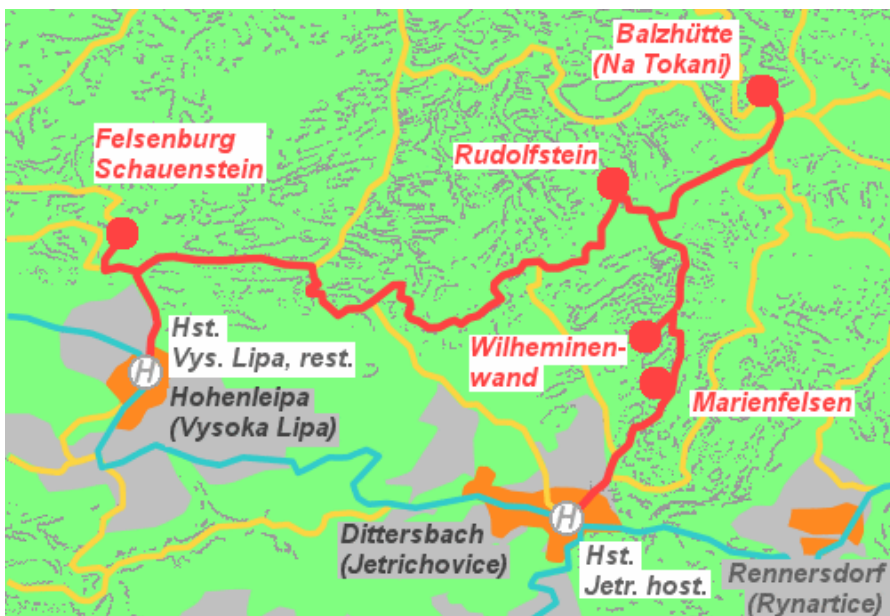 Balzhütte
(Na Tokani)
Felsenburg
Schauenstein
Rudolfstein
Hst.
Vys. Lipa, rest.
H
Hohenleipa
(Vysoka Lipa)
Wilheminen-
wand
Marienfelsen
Dittersbach
(Jetrichovice)
H
Hst.
Jetr. host.
Rennersdorf
(Rynartice)